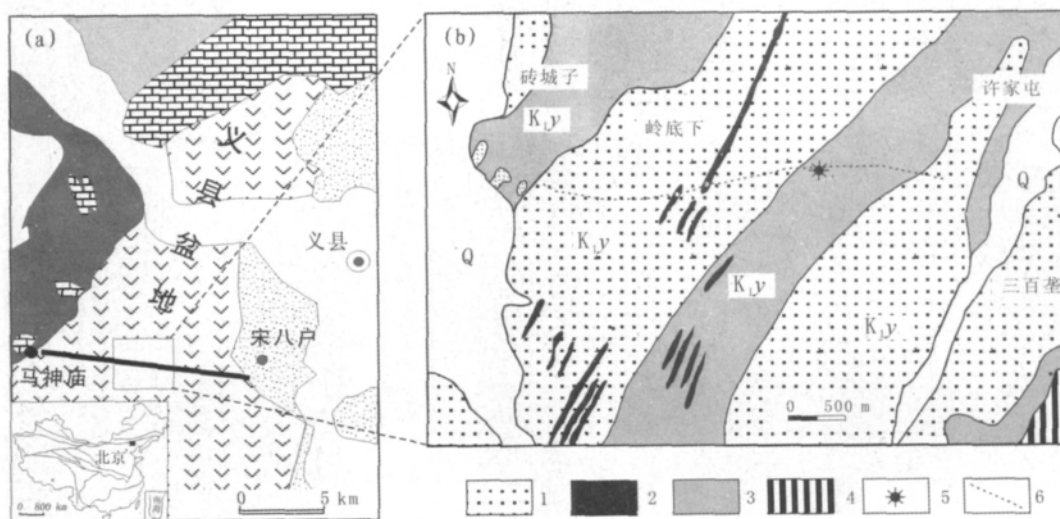 (a)
义
县
盆
地
义县
宋八户
马神庙
北京
0 800 km
南海
0 5 km
(b)
N
砖城子
K₁y
岭底下
许家屯
Q
Q
K₁y
K₁y
K₁y
三百垄
0 500 m
1
2
3
4
5
6